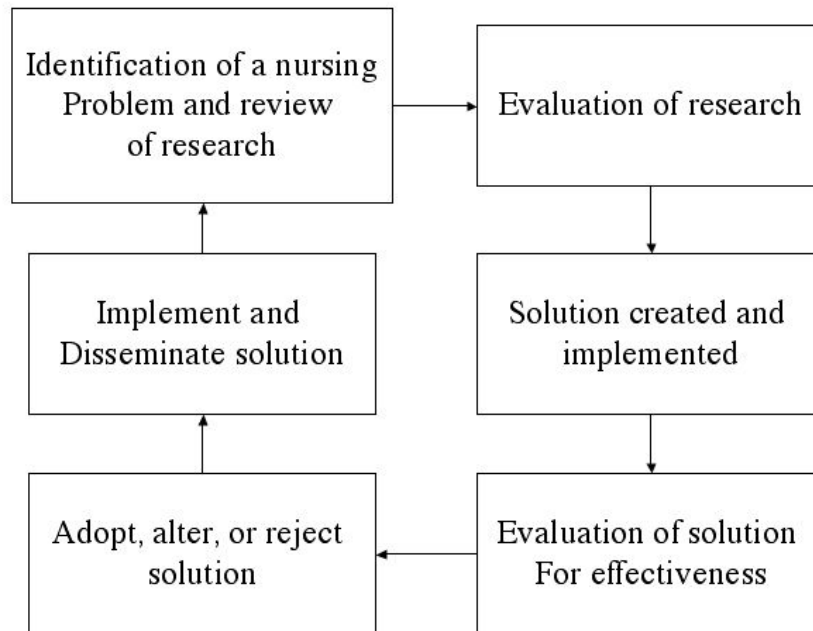 Identification of a nursing
Problem and review
of research
Evaluation of research
Solution created and
implemented
Evaluation of solution
For effectiveness
Adopt, alter, or reject
solution
Implement and
Disseminate solution